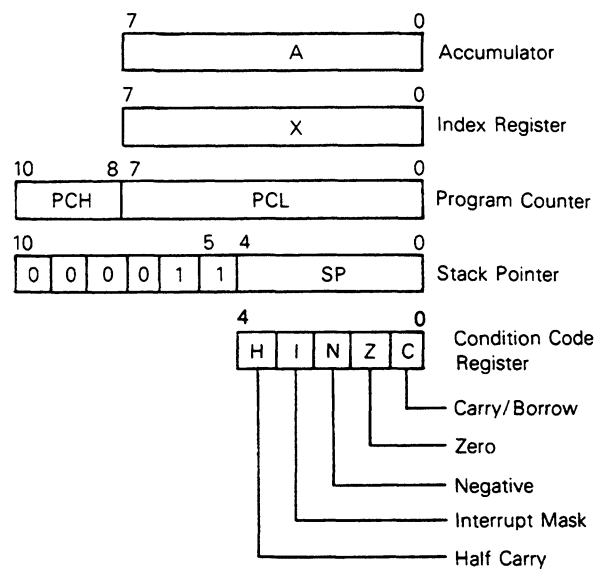 7 0
A Accumulator
7 0
X Index Register
10 8 7 0
PCH PCL Program Counter
10 5 4 0
0 0 0 0 1 1 SP Stack Pointer
4 0
H I N Z C Condition Code
Register
Carry/Borrow
Zero
Negative
Interrupt Mask
Half Carry